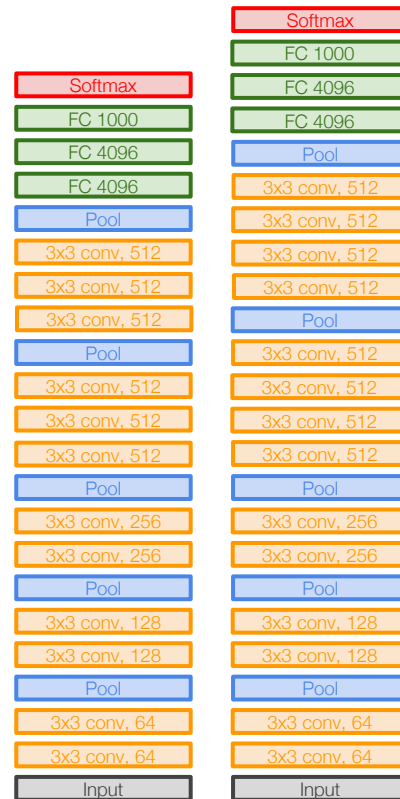 Softmax
FC 1000
FC 4096
FC 4096
Pool
3x3 conv, 512
3x3 conv, 512
3x3 conv, 512
Pool
3x3 conv, 512
3x3 conv, 512
3x3 conv, 512
Pool
3x3 conv, 256
3x3 conv, 256
Pool
3x3 conv, 128
3x3 conv, 128
Pool
3x3 conv, 64
3x3 conv, 64
Input
Softmax
FC 1000
FC 4096
FC 4096
Pool
3x3 conv, 512
3x3 conv, 512
3x3 conv, 512
3x3 conv, 512
Pool
3x3 conv, 512
3x3 conv, 512
3x3 conv, 512
3x3 conv, 512
Pool
3x3 conv, 256
3x3 conv, 256
Pool
3x3 conv, 128
3x3 conv, 128
Pool
3x3 conv, 64
3x3 conv, 64
Input